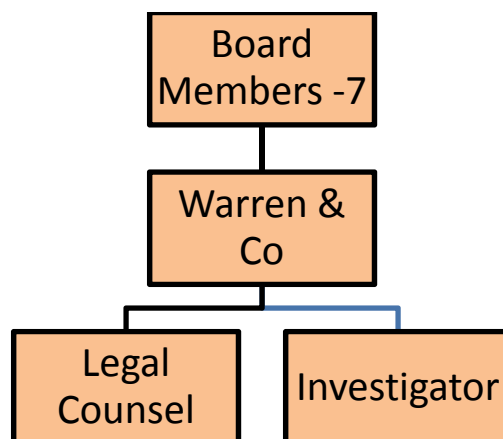 Board
Members -7
Warren &
Co
Legal
Counsel
Investigator